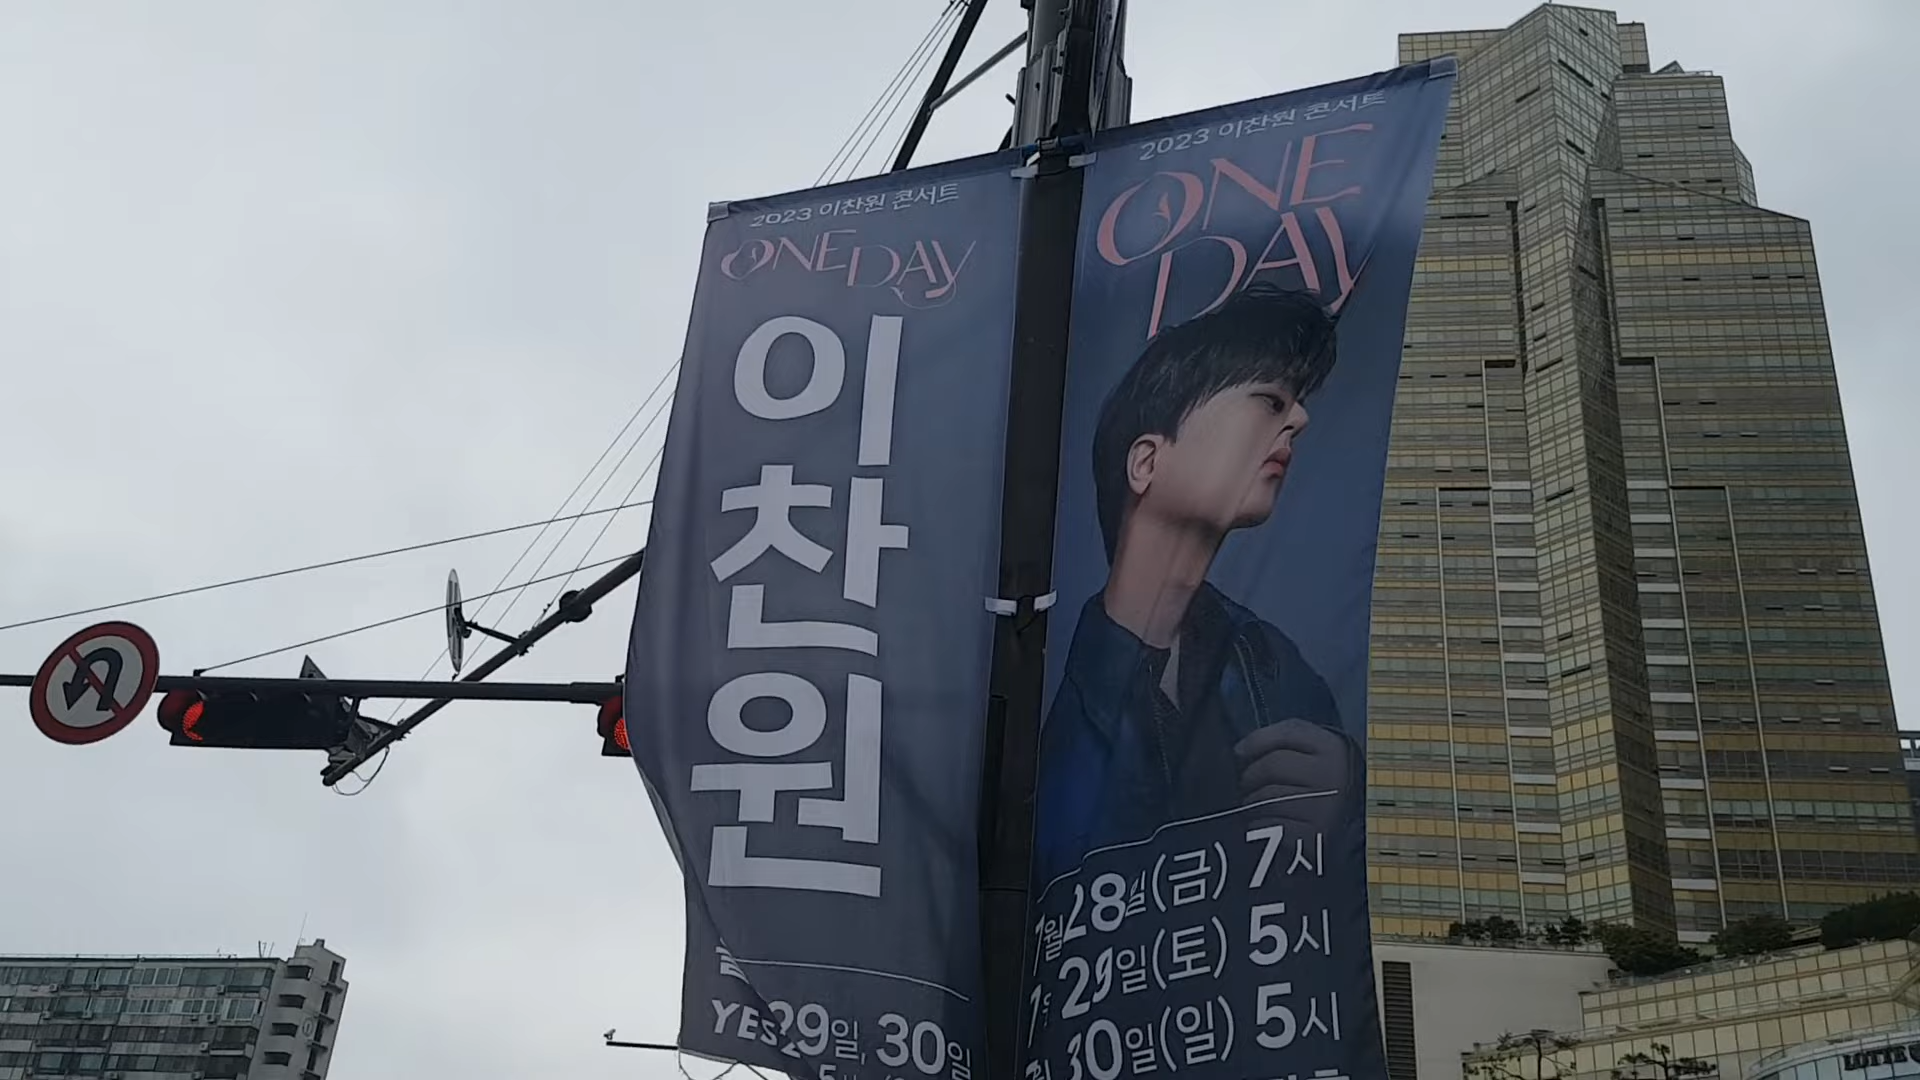 2023 이찬원 콘서트
ONE DAY
이찬원
YES
29일, 30일
2023 이찬원 콘서트
ONE
DAY
28일(금) 7시
29일(토) 5시
30일(일) 5시
LOTTE